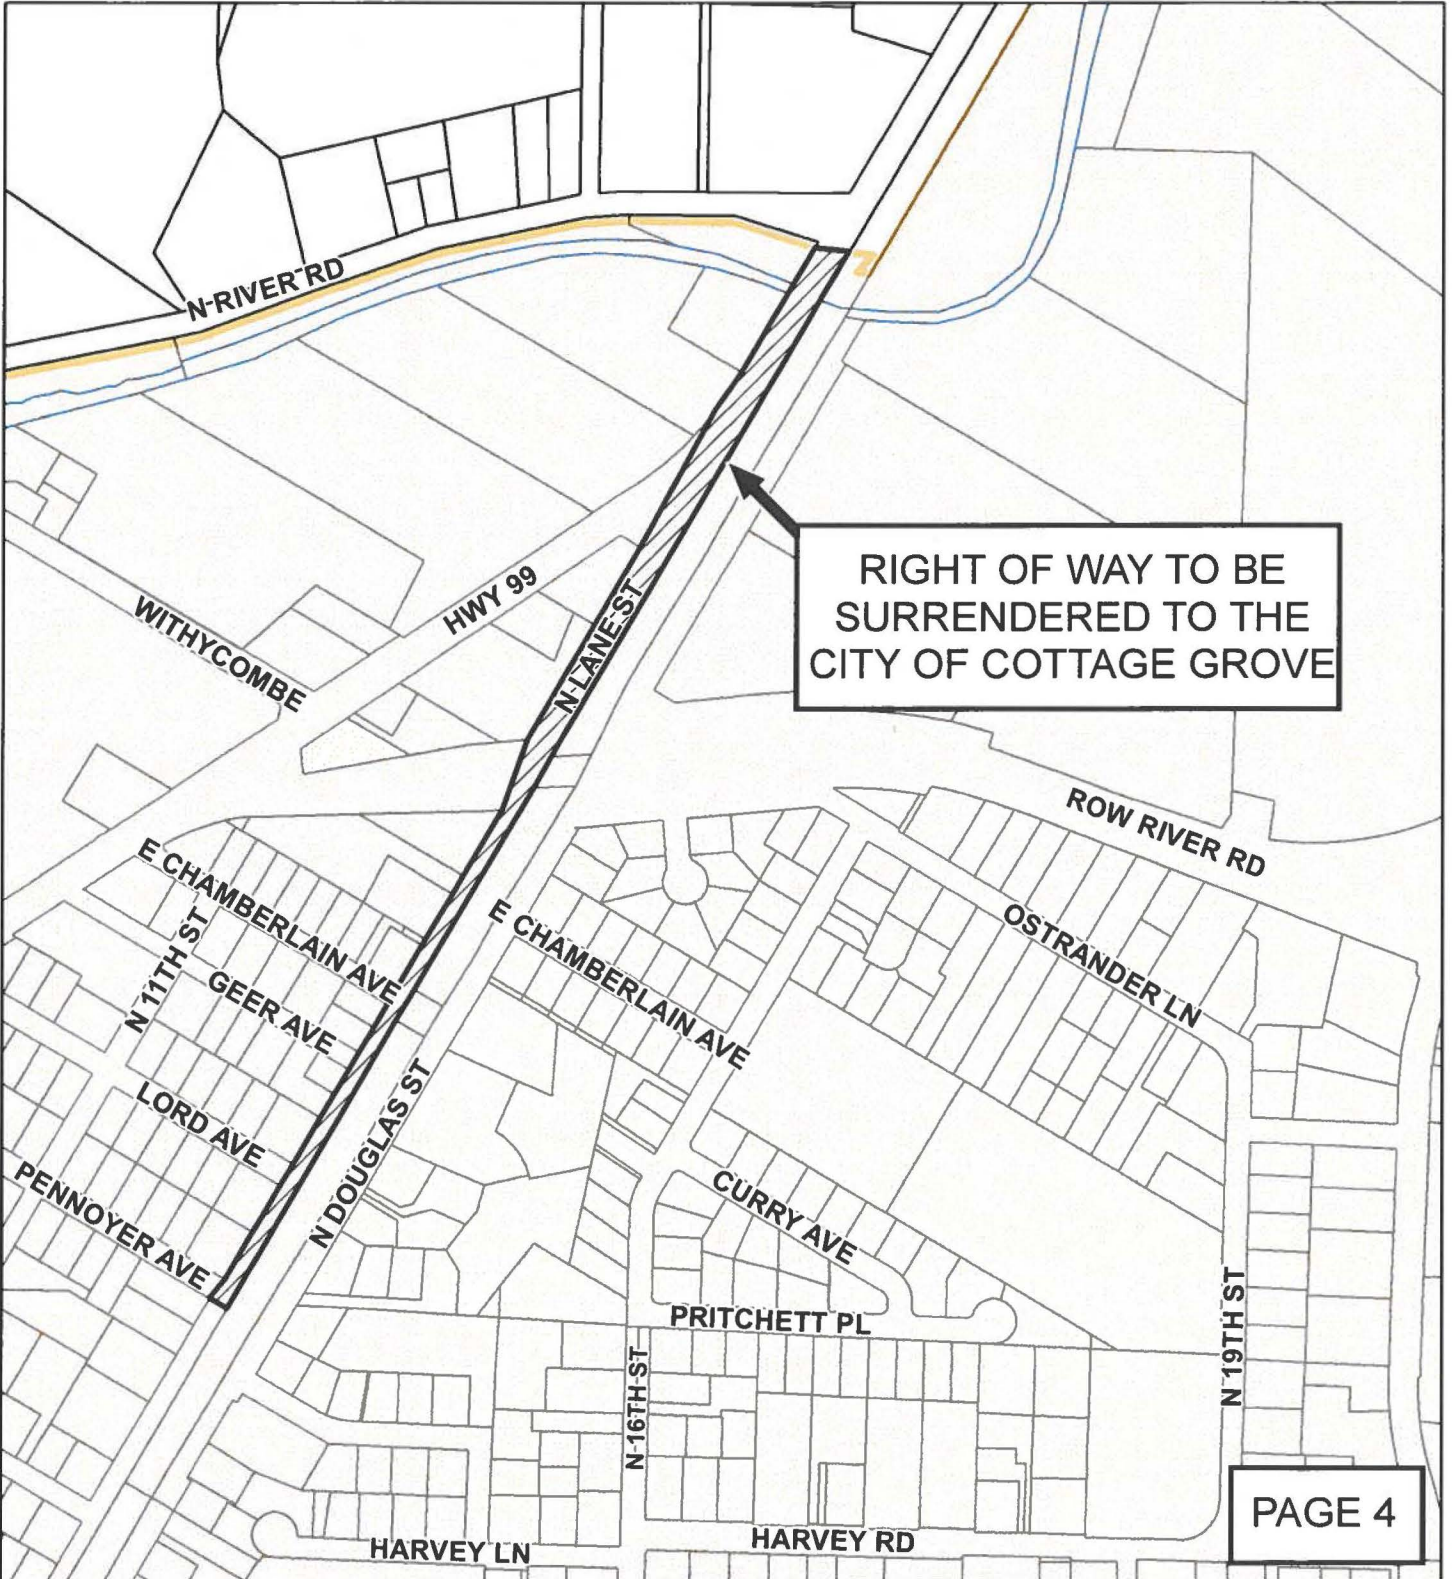 N RIVER RD
HWY 99
WITHYCOMBE
N LANE ST
RIGHT OF WAY TO BE
SURRENDERED TO THE
CITY OF COTTAGE GROVE
ROW RIVER RD
E CHAMBERLAIN AVE
N 11TH ST
GEER AVE
E CHAMBERLAIN AVE
OSTRANDER LN
LORD AVE
N DOUGLAS ST
PENNOYER AVE
CURRY AVE
PRITCHETT PL
N 16TH ST
N 19TH ST
HARVEY LN
HARVEY RD
PAGE 4